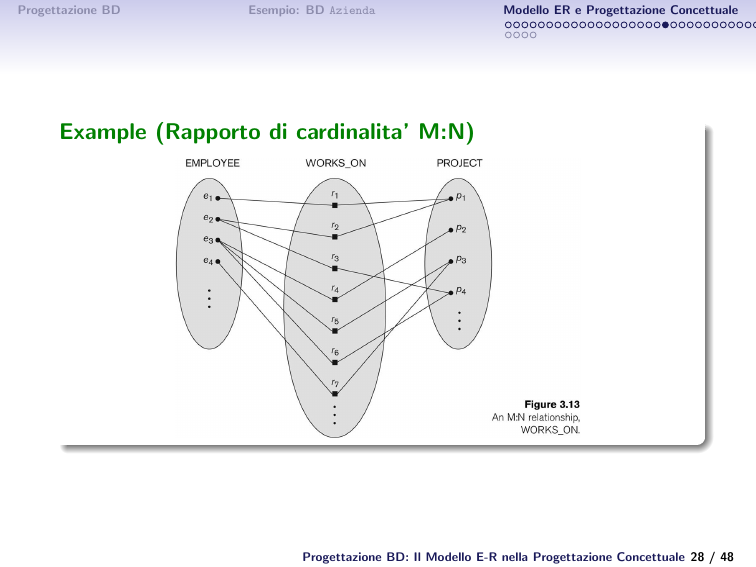 Progettazione BD
Esempio: BD Azienda
Modello ER e Progettazione Concettuale
Example (Rapporto di cardinalita' M:N)
EMPLOYEE WORKS_ON PROJECT
e1 r1 p1
e2 r2 p2
e3 r3 p3
e4 r4 p4
r5
r6
r7
Figure 3.13
An M:N relationship,
WORKS_ON.
Progettazione BD: Il Modello E-R nella Progettazione Concettuale 28 / 48